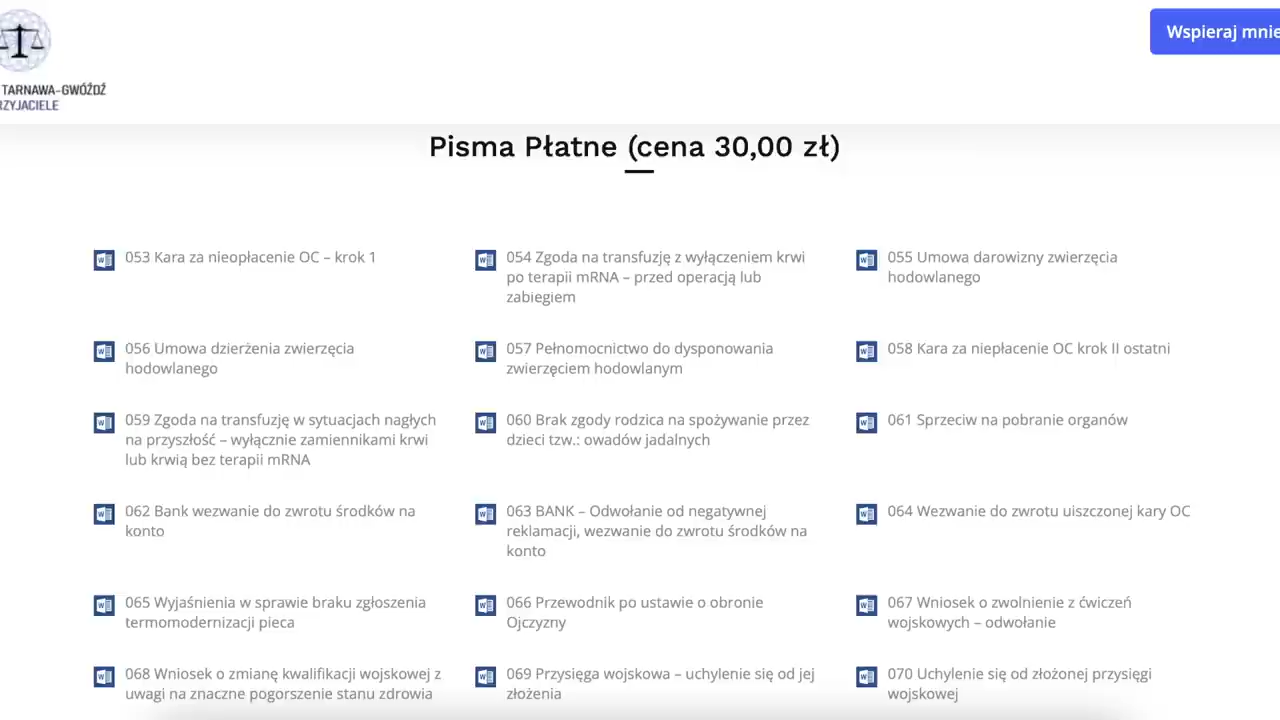 Wspieraj mnie
TARNAWA-GWÓŹDŹ
RZYJACIELE
Pisma Płatne (cena 30,00 zł)
053 Kara za nieopłacenie OC – krok 1
054 Zgoda na transfuzję z wyłączeniem krwi
po terapii mRNA – przed operacją lub
zabiegiem
055 Umowa darowizny zwierzęcia
hodowlanego
056 Umowa dzierżenia zwierzęcia
hodowlanego
057 Pełnomocnictwo do dysponowania
zwierzęciem hodowlanym
058 Kara za niepłacenie OC krok II ostatni
059 Zgoda na transfuzję w sytuacjach nagłych
na przyszłość – wyłącznie zamiennikami krwi
lub krwią bez terapii mRNA
060 Brak zgody rodzica na spożywanie przez
dzieci tzw.: owadów jadalnych
061 Sprzeciw na pobranie organów
062 Bank wezwanie do zwrotu środków na
konto
063 BANK – Odwołanie od negatywnej
reklamacji, wezwanie do zwrotu środków na
konto
064 Wezwanie do zwrotu uiszczonej kary OC
065 Wyjaśnienia w sprawie braku zgłoszenia
termomodernizacji pieca
066 Przewodnik po ustawie o obronie
Ojczyzny
067 Wniosek o zwolnienie z ćwiczeń
wojskowych – odwołanie
068 Wniosek o zmianę kwalifikacji wojskowej z
uwagi na znaczne pogorszenie stanu zdrowia
069 Przysięga wojskowa – uchylenie się od jej
złożenia
070 Uchylenie się od złożonej przysięgi
wojskowej